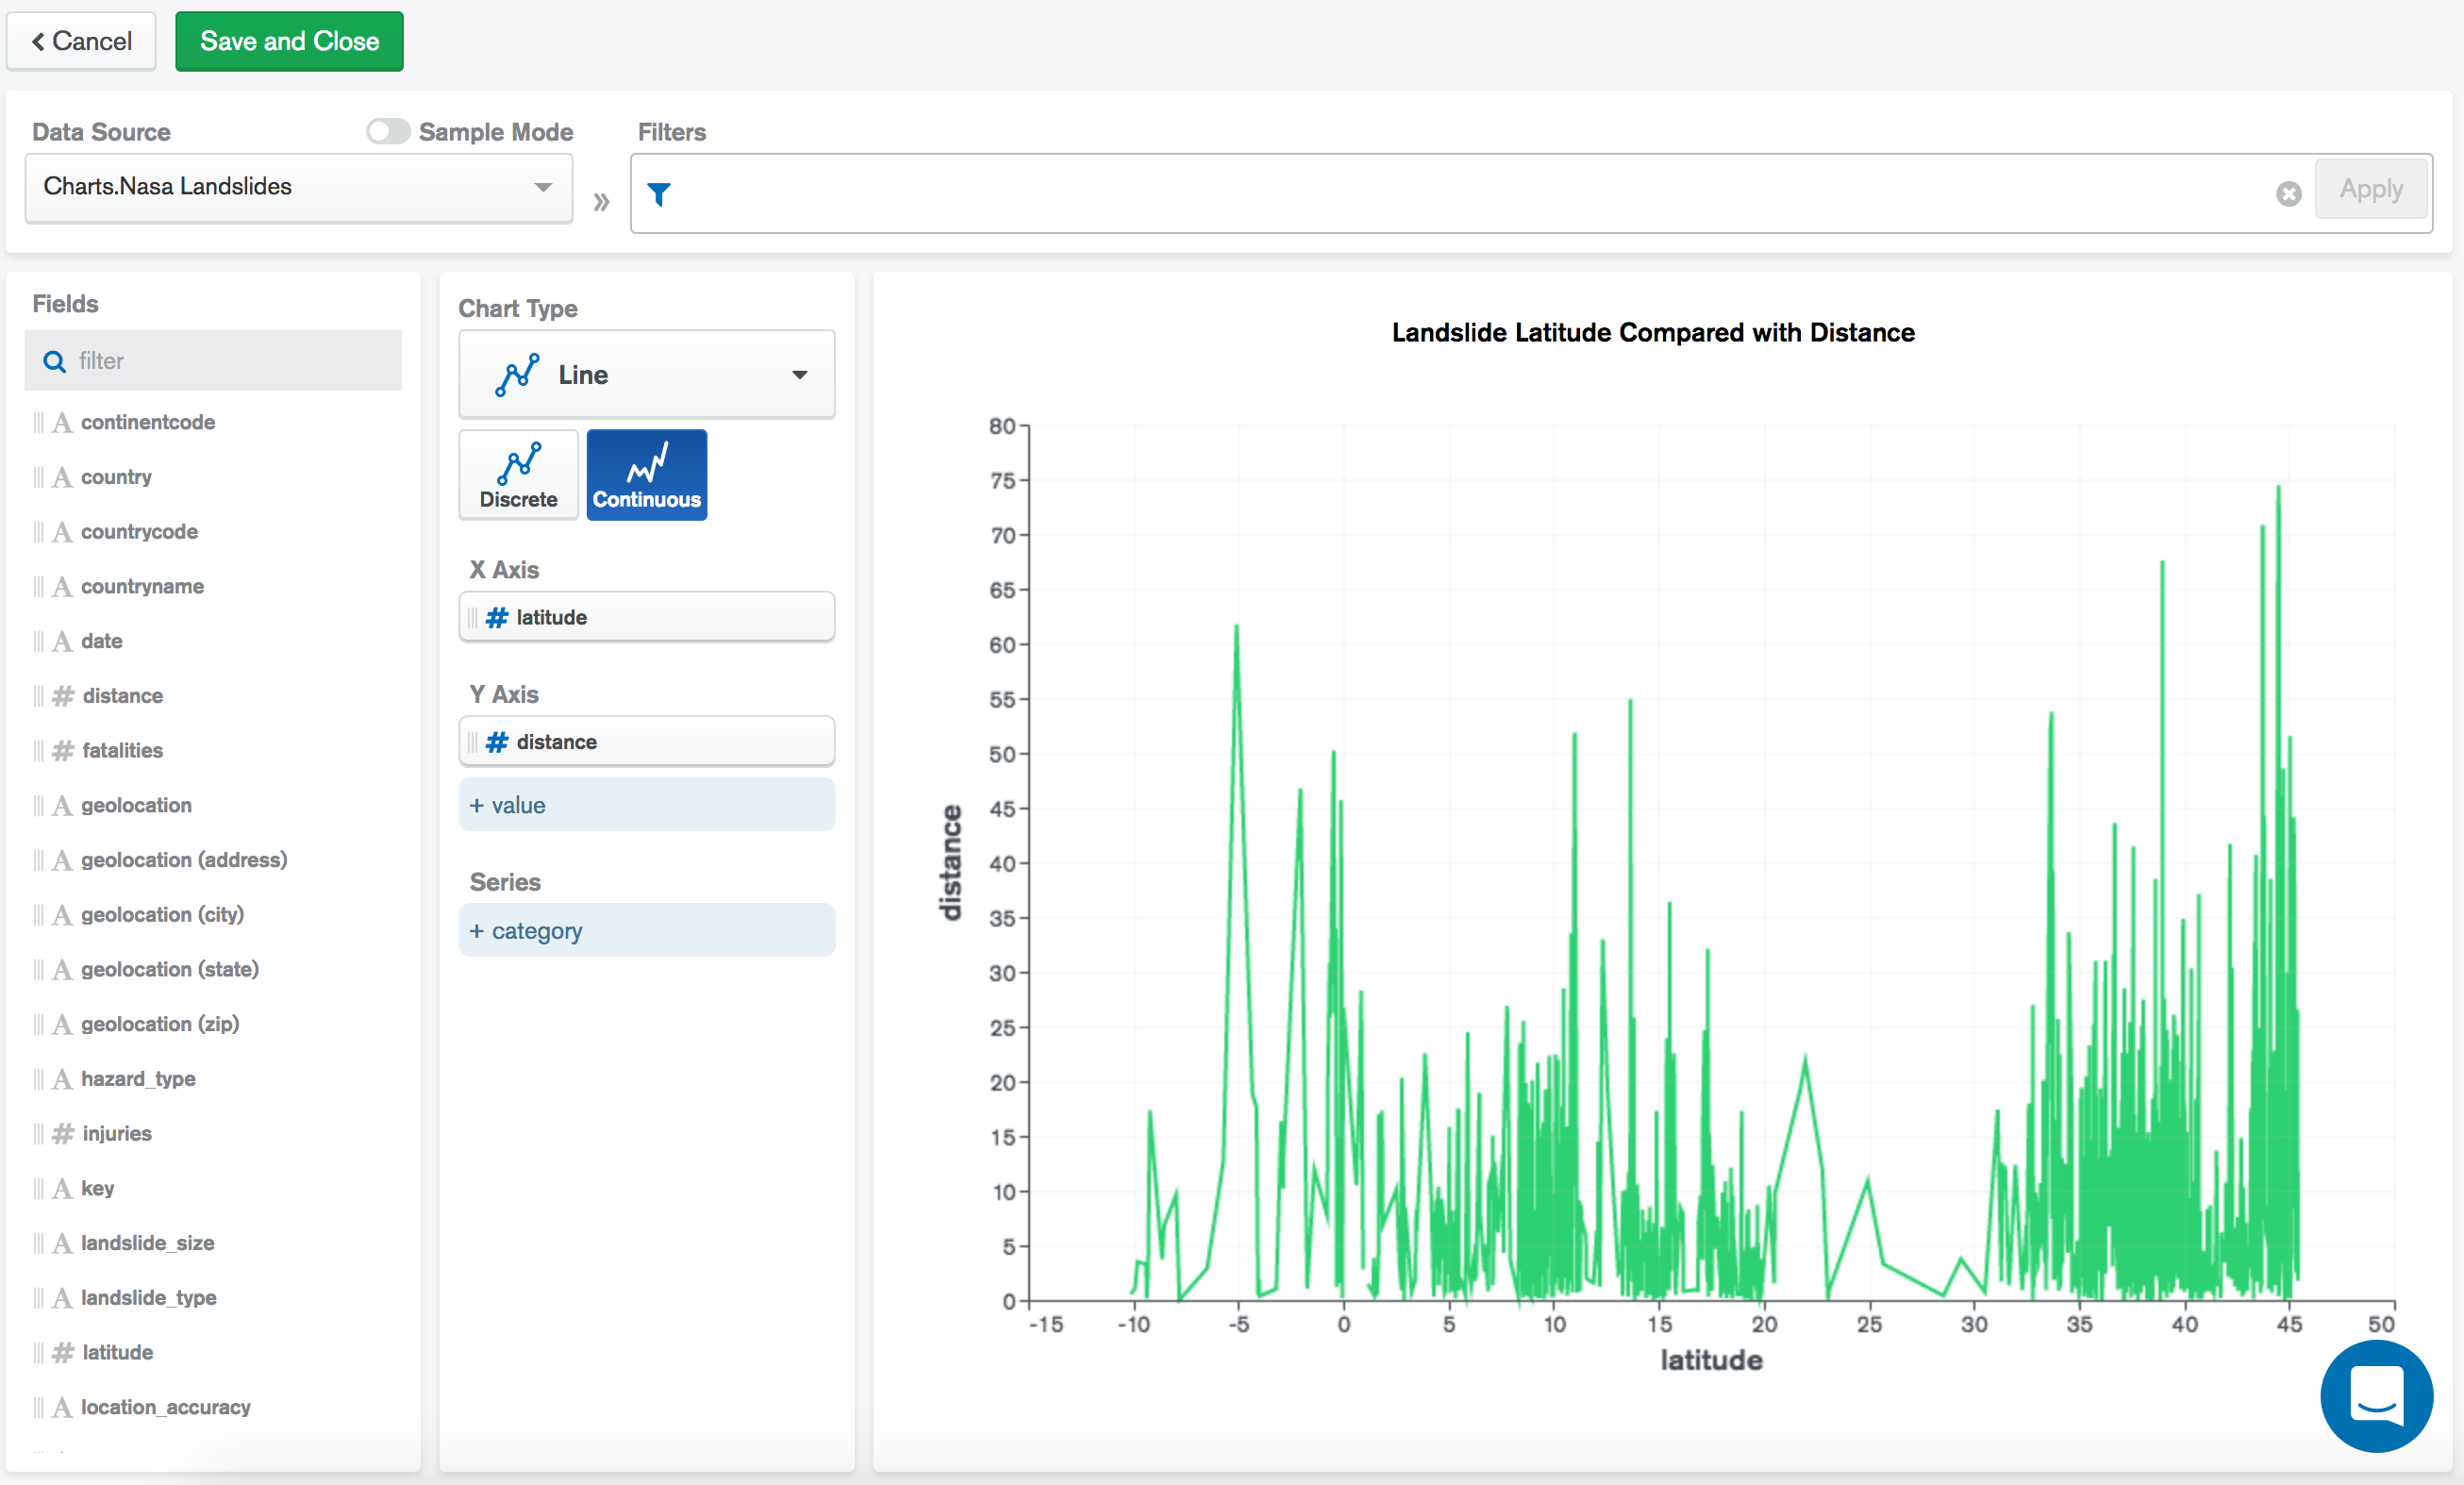 Cancel
Save and Close
Data Source
Sample Mode
Filters
Charts.Nasa Landslides
»
Apply
Fields
filter
A continentcode
A country
A countrycode
A countryname
A date
# distance
# fatalities
A geolocation
A geolocation (address)
A geolocation (city)
A geolocation (state)
A geolocation (zip)
A hazard_type
# injuries
A key
A landslide_size
A landslide_type
# latitude
A location_accuracy
Chart Type
Line
Discrete
Continuous
X Axis
# latitude
Y Axis
# distance
+ value
Series
+ category
Landslide Latitude Compared with Distance
80
75
70
65
60
55
50
45
40
35
30
25
20
15
10
5
0
distance
-15 -10 -5 0 5 10 15 20 25 30 35 40 45 50
latitude